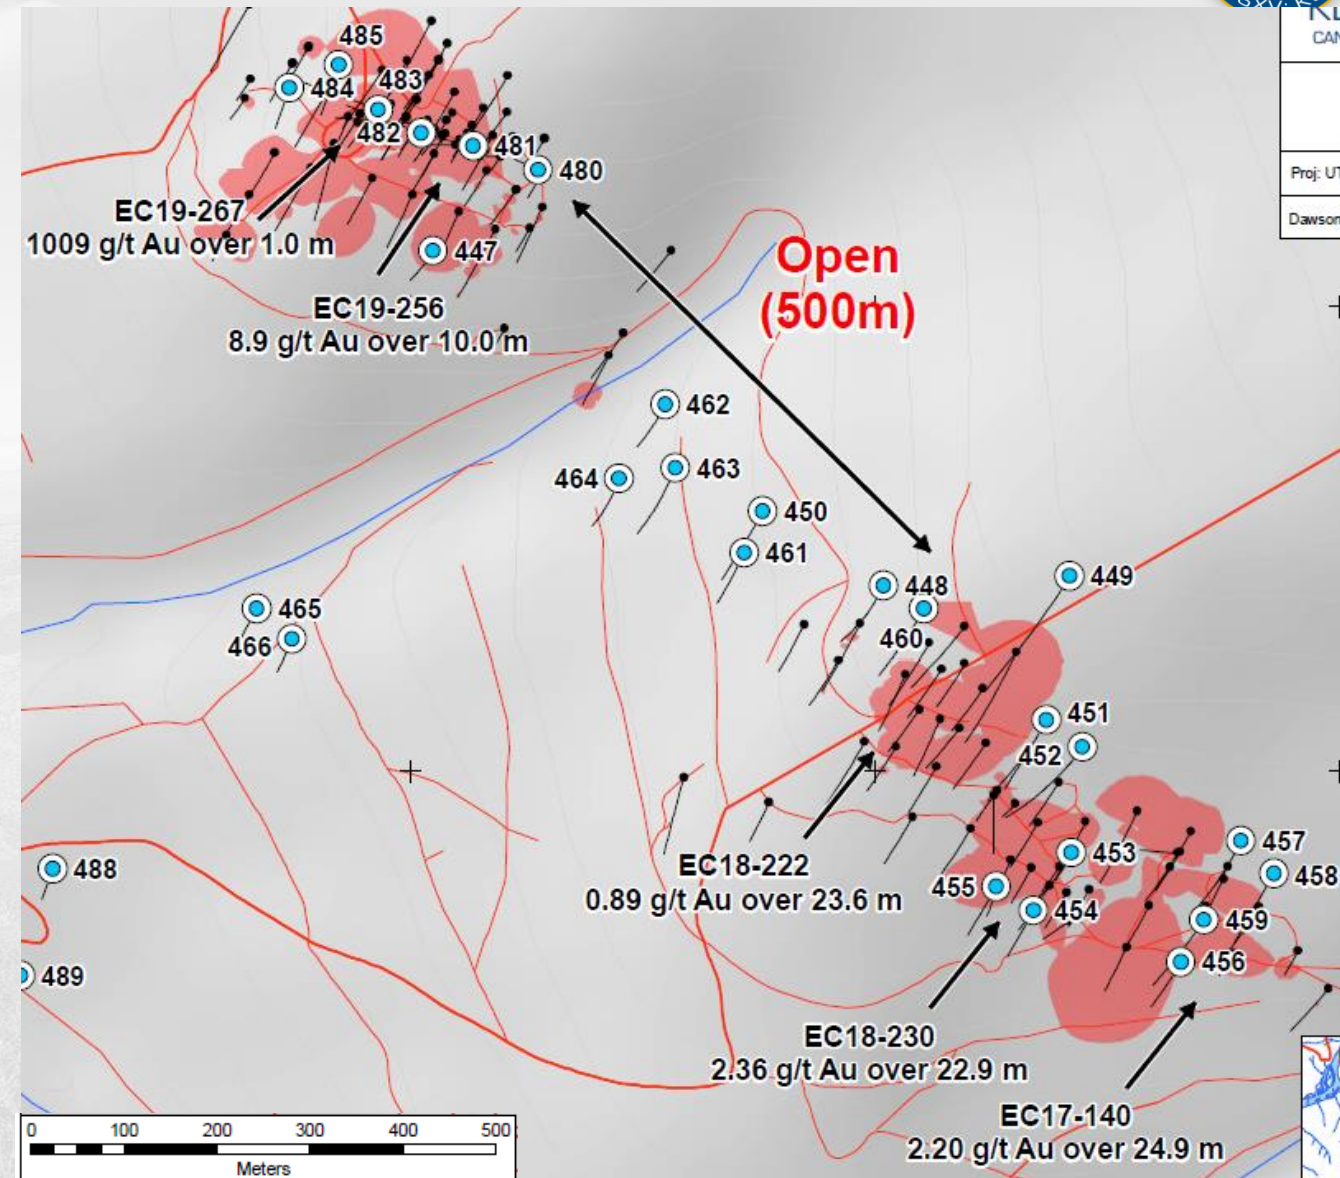 CAN
485
484
483
482
481
480
Proj: UT
EC19-267
1009 g/t Au over 1.0 m
Dawson
447
Open
(500m)
EC19-256
8.9 g/t Au over 10.0 m
462
464
463
450
461
449
448
460
465
466
451
452
457
453
458
EC18-222
0.89 g/t Au over 23.6 m
455
454
459
488
456
489
EC18-230
2.36 g/t Au over 22.9 m
EC17-140
2.20 g/t Au over 24.9 m
0 100 200 300 400 500
Meters